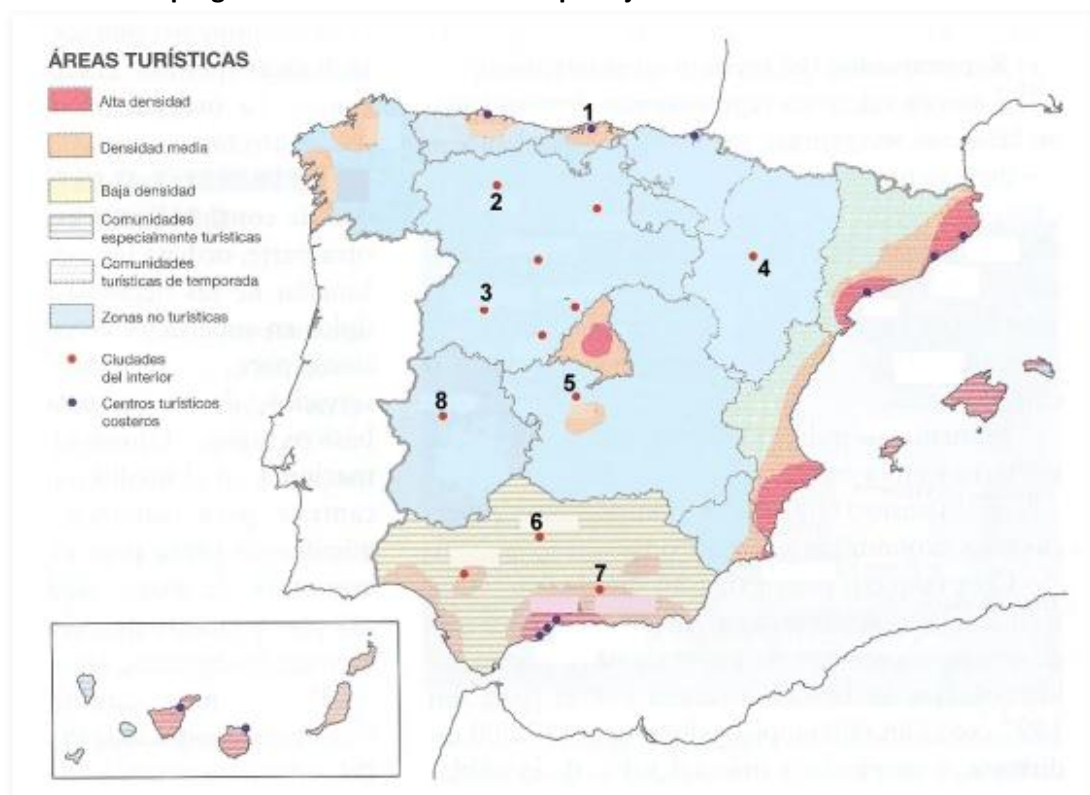 ÁREAS TURÍSTICAS
Alta densidad
Densidad media
Baja densidad
Comunidades
especialmente turísticas
Comunidades
turísticas de temporada
Zonas no turísticas
Ciudades
del interior
Centros turísticos
costeros
1
2
3
4
5
8
6
7